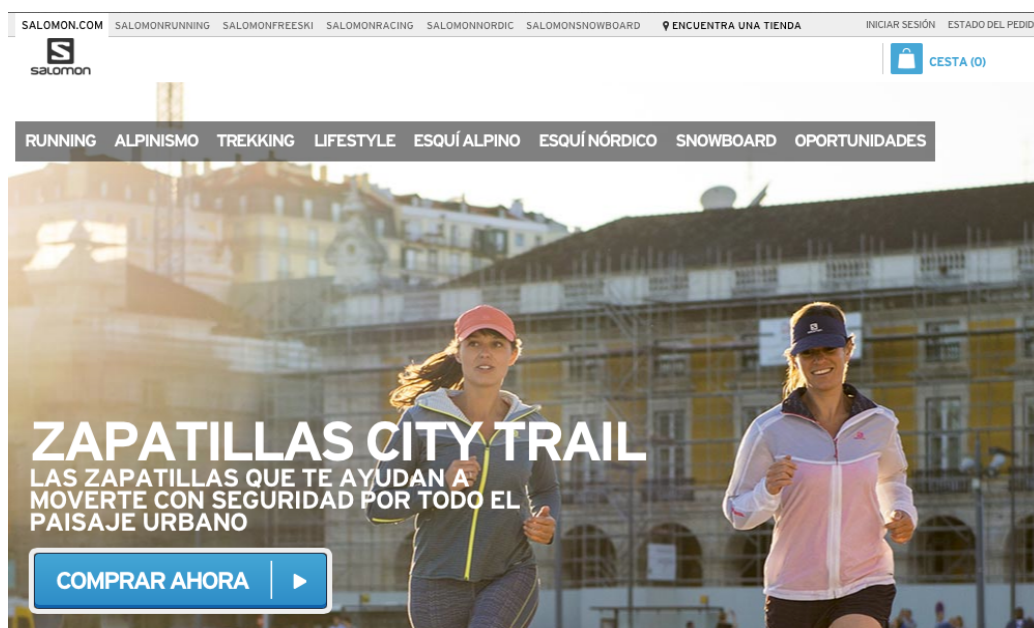 SALOMON.COM SALOMONRUNNING SALOMONFREESKI SALOMONRACING SALOMONNORDIC SALOMONSNOWBOARD ENCUENTRA UNA TIENDA INICIAR SESIÓN ESTADO DEL PEDID
S
salomon
CESTA (0)
RUNNING ALPINISMO TREKKING LIFESTYLE ESQUÍ ALPINO ESQUÍ NÓRDICO SNOWBOARD OPORTUNIDADES
ZAPATILLAS CITY TRAIL
LAS ZAPATILLAS QUE TE AYUDAN A
MOVERTE CON SEGURIDAD POR TODO EL
PAISAJE URBANO
COMPRAR AHORA